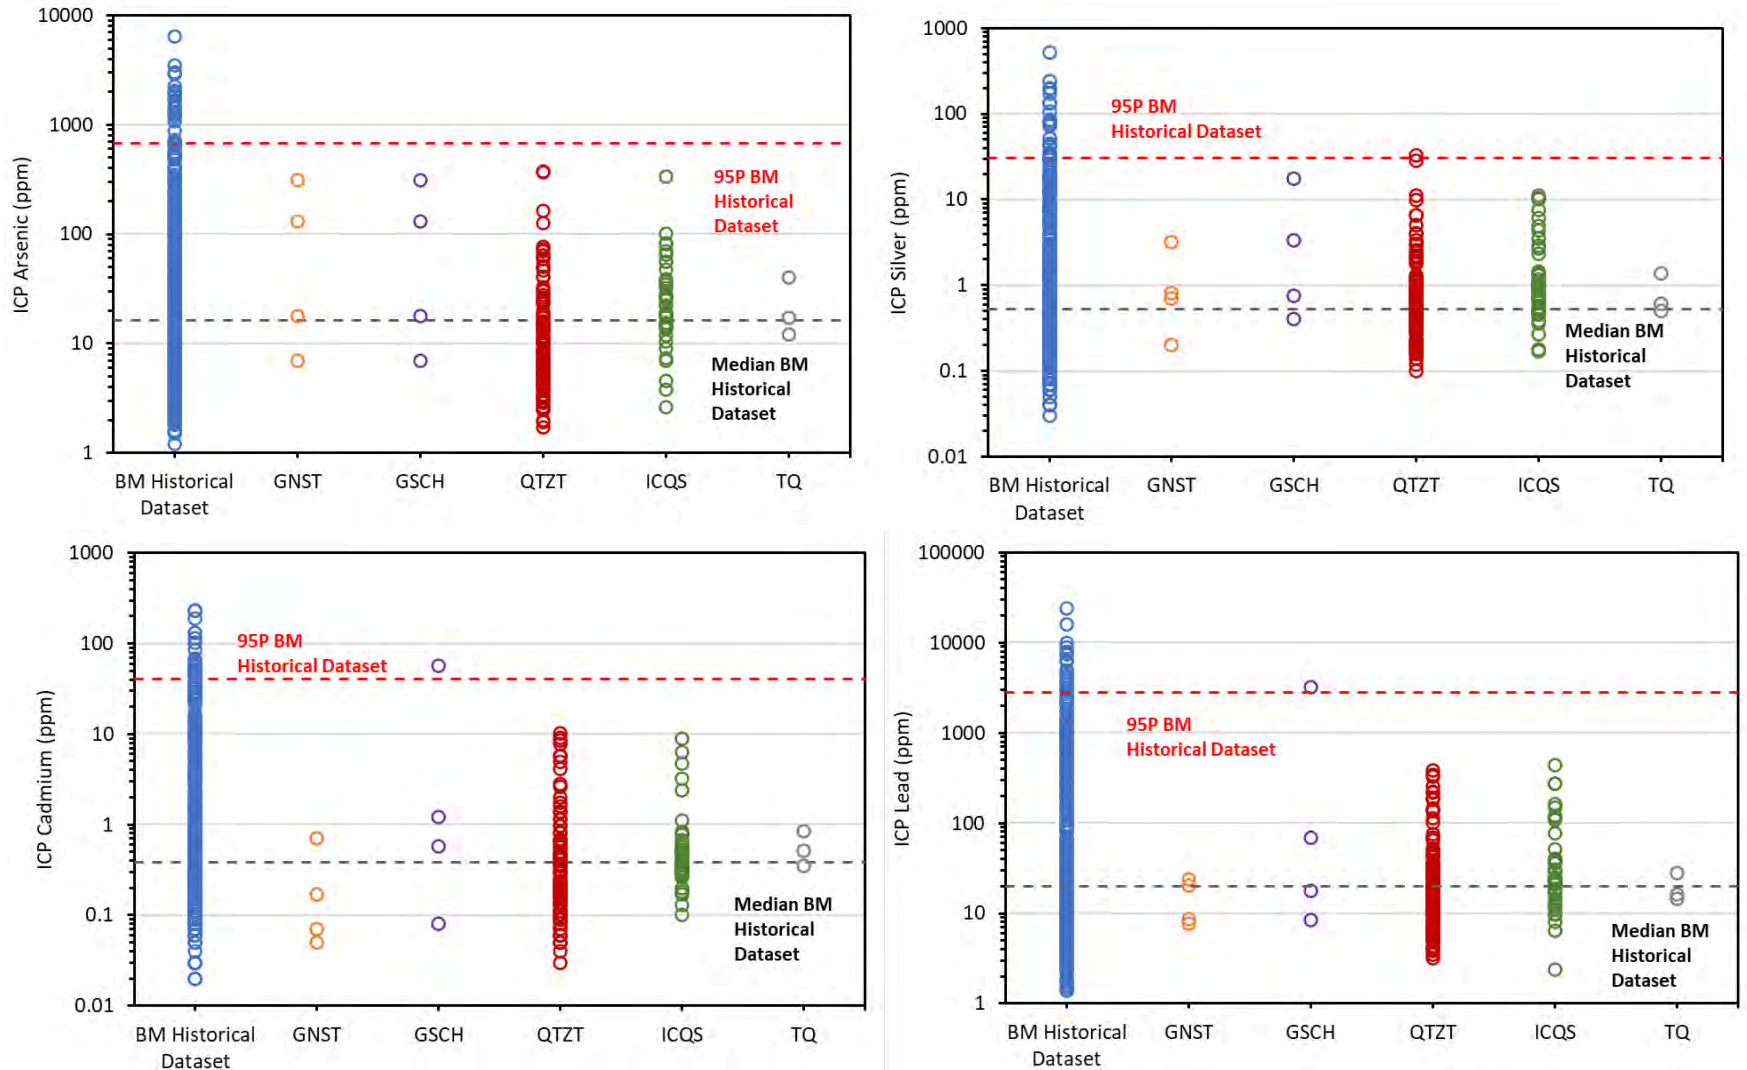 ICP Arsenic (ppm)
10000
1000
100
10
1
95P BM
Historical
Dataset
Median BM
Historical
Dataset
BM Historical
Dataset
GNST
GSCH
QTZT
ICQS
TQ
ICP Silver (ppm)
1000
100
10
1
0.1
0.01
95P BM
Historical Dataset
Median BM
Historical
Dataset
BM Historical
Dataset
GNST
GSCH
QTZT
ICQS
TQ
ICP Cadmium (ppm)
1000
100
10
1
0.1
0.01
95P BM
Historical Dataset
Median BM
Historical
Dataset
BM Historical
Dataset
GNST
GSCH
QTZT
ICQS
TQ
ICP Lead (ppm)
100000
10000
1000
100
10
1
95P BM
Historical Dataset
Median BM
Historical
Dataset
BM Historical
Dataset
GNST
GSCH
QTZT
ICQS
TQ